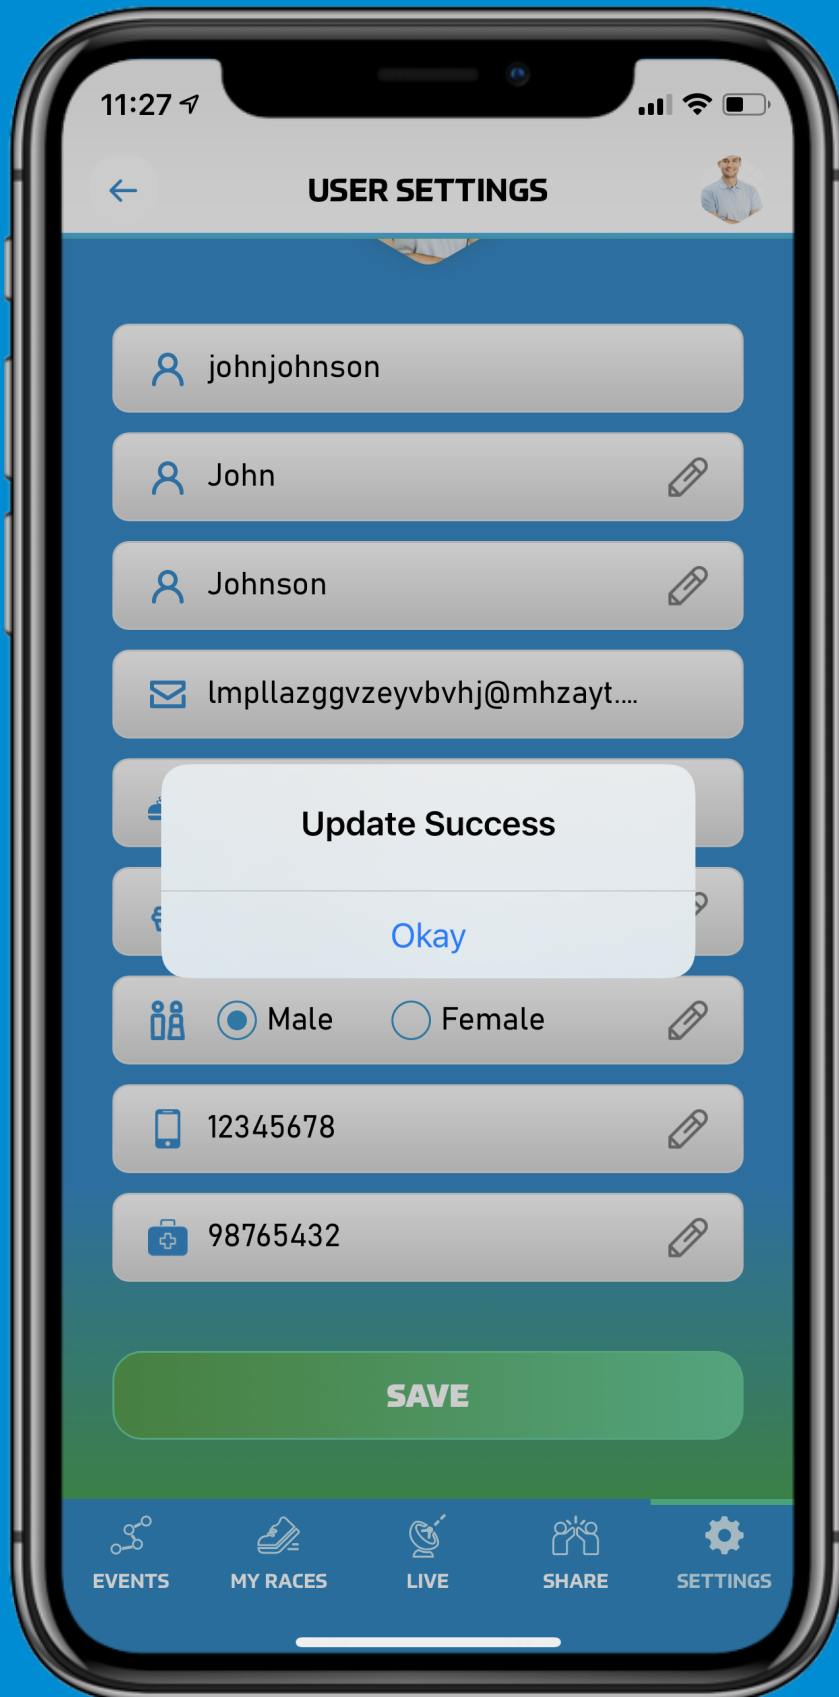 11:27
USER SETTINGS
johnjohnson
John
Johnson
lmpllazggvzeyvbvhj@mhzayt....
Update Success
Okay
Male Female
12345678
98765432
SAVE
EVENTS MY RACES LIVE SHARE SETTINGS